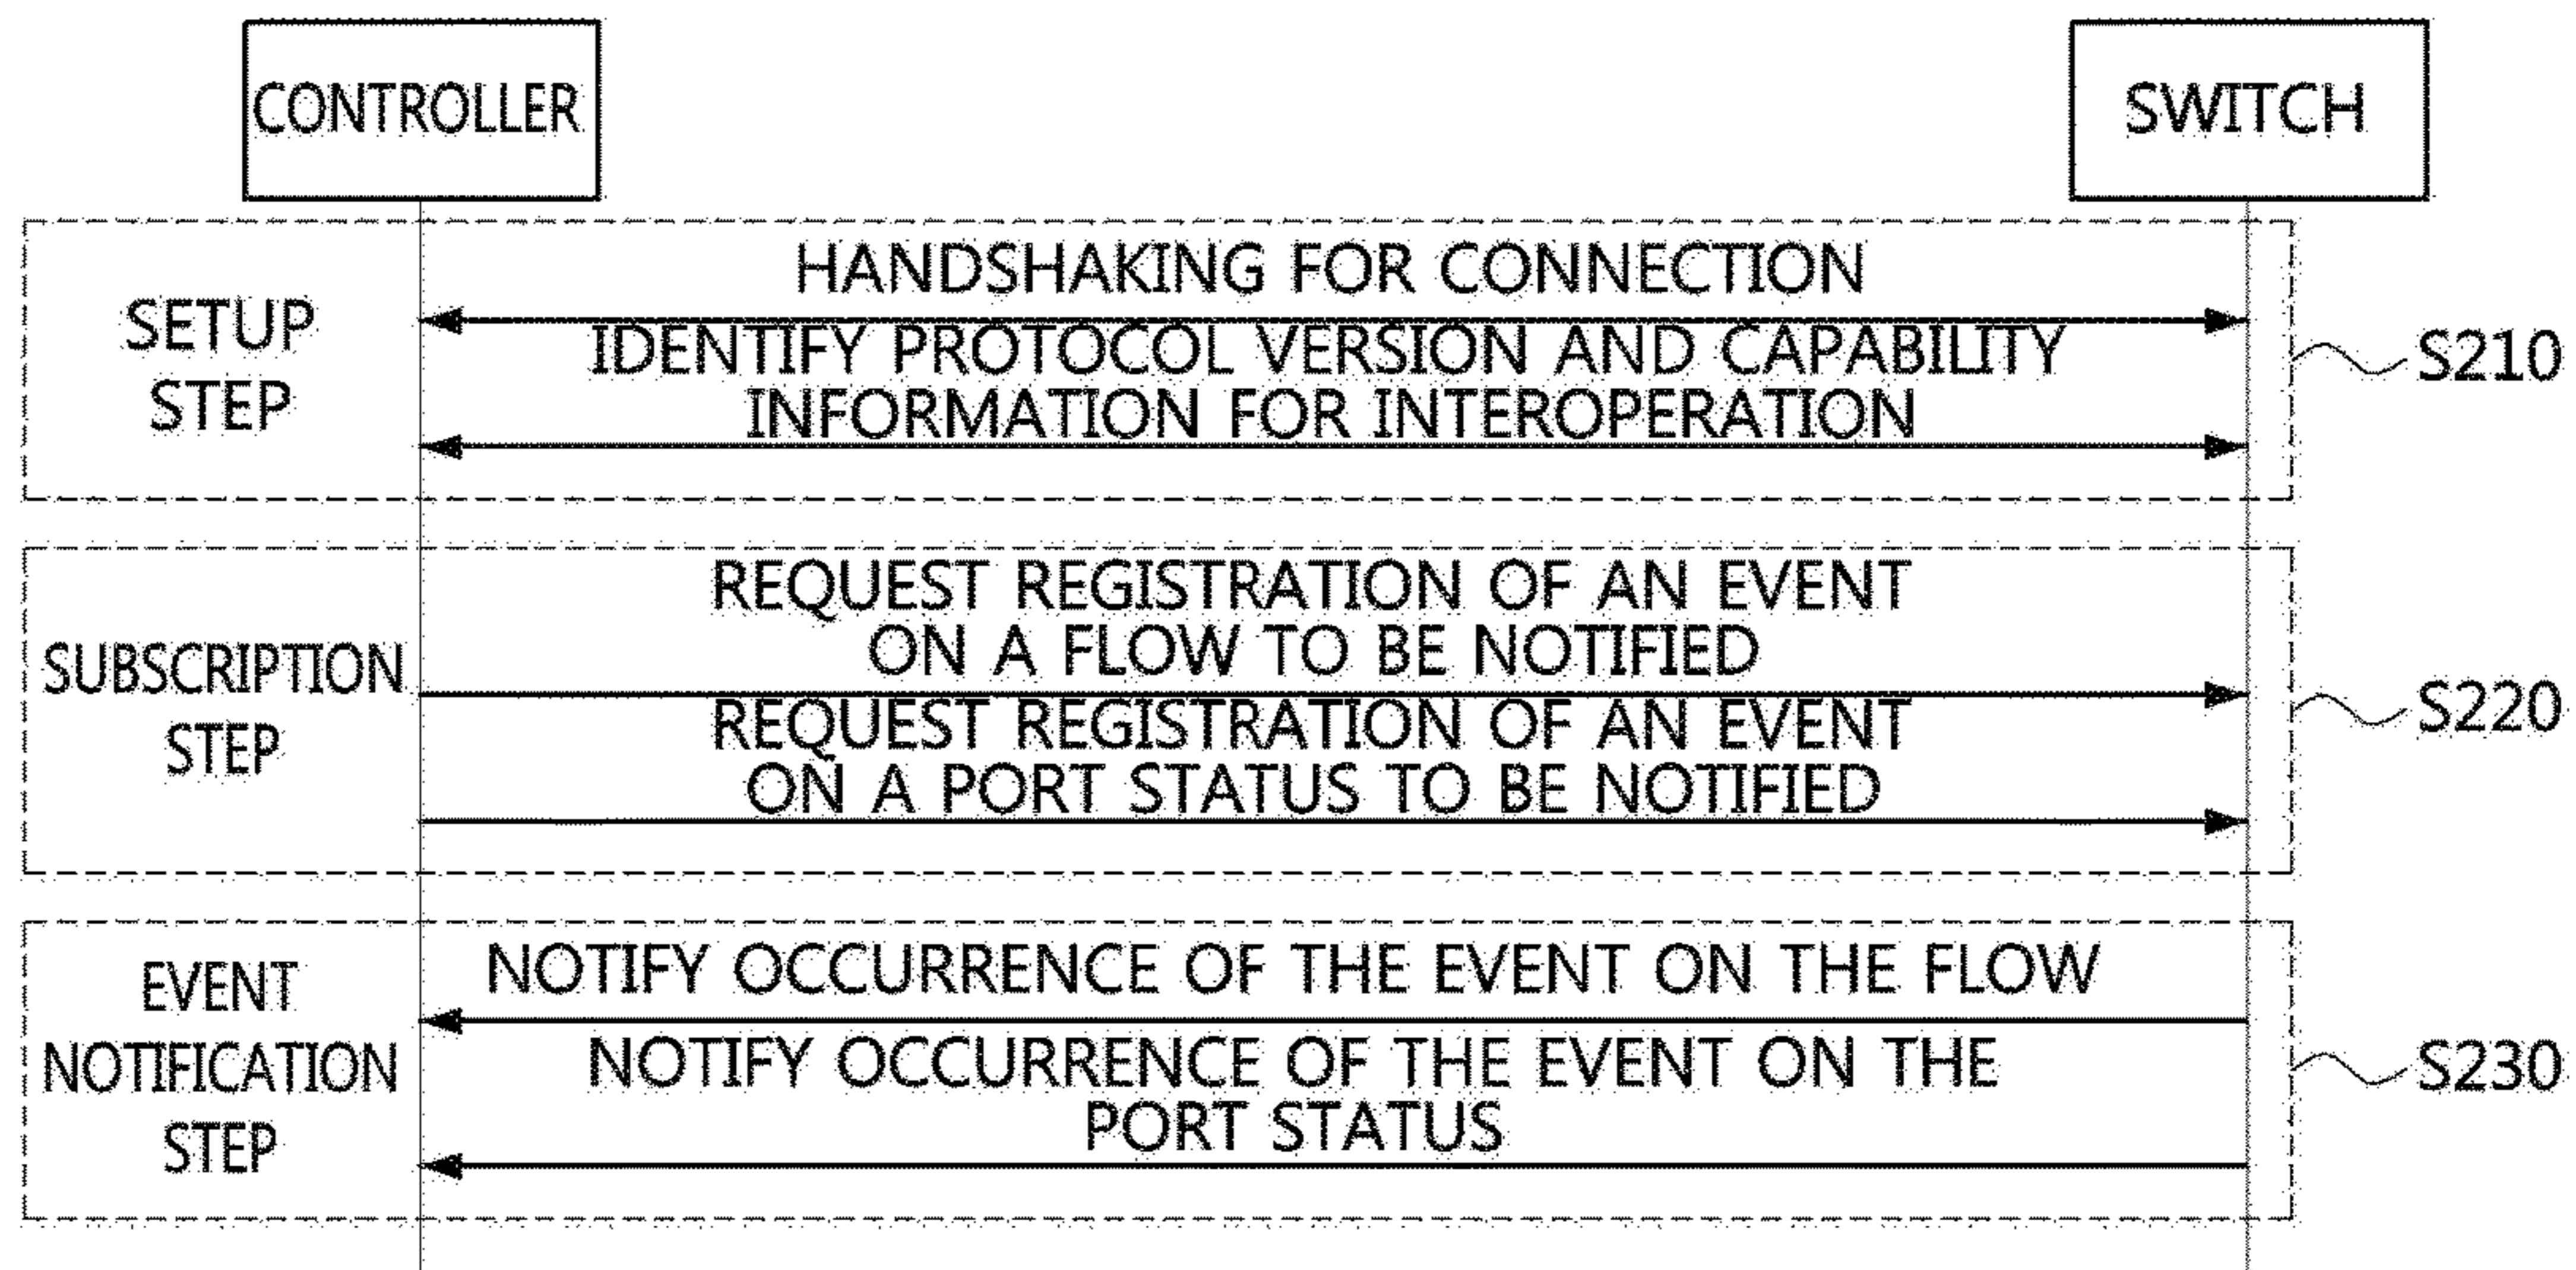 CONTROLLER
SWITCH
SETUP
STEP
HANDSHAKING FOR CONNECTION
IDENTIFY PROTOCOL VERSION AND CAPABILITY
INFORMATION FOR INTEROPERATION
S210
SUBSCRIPTION
STEP
REQUEST REGISTRATION OF AN EVENT
ON A FLOW TO BE NOTIFIED
REQUEST REGISTRATION OF AN EVENT
ON A PORT STATUS TO BE NOTIFIED
S220
EVENT
NOTIFICATION
STEP
NOTIFY OCCURRENCE OF THE EVENT ON THE FLOW
NOTIFY OCCURRENCE OF THE EVENT ON THE
PORT STATUS
S230